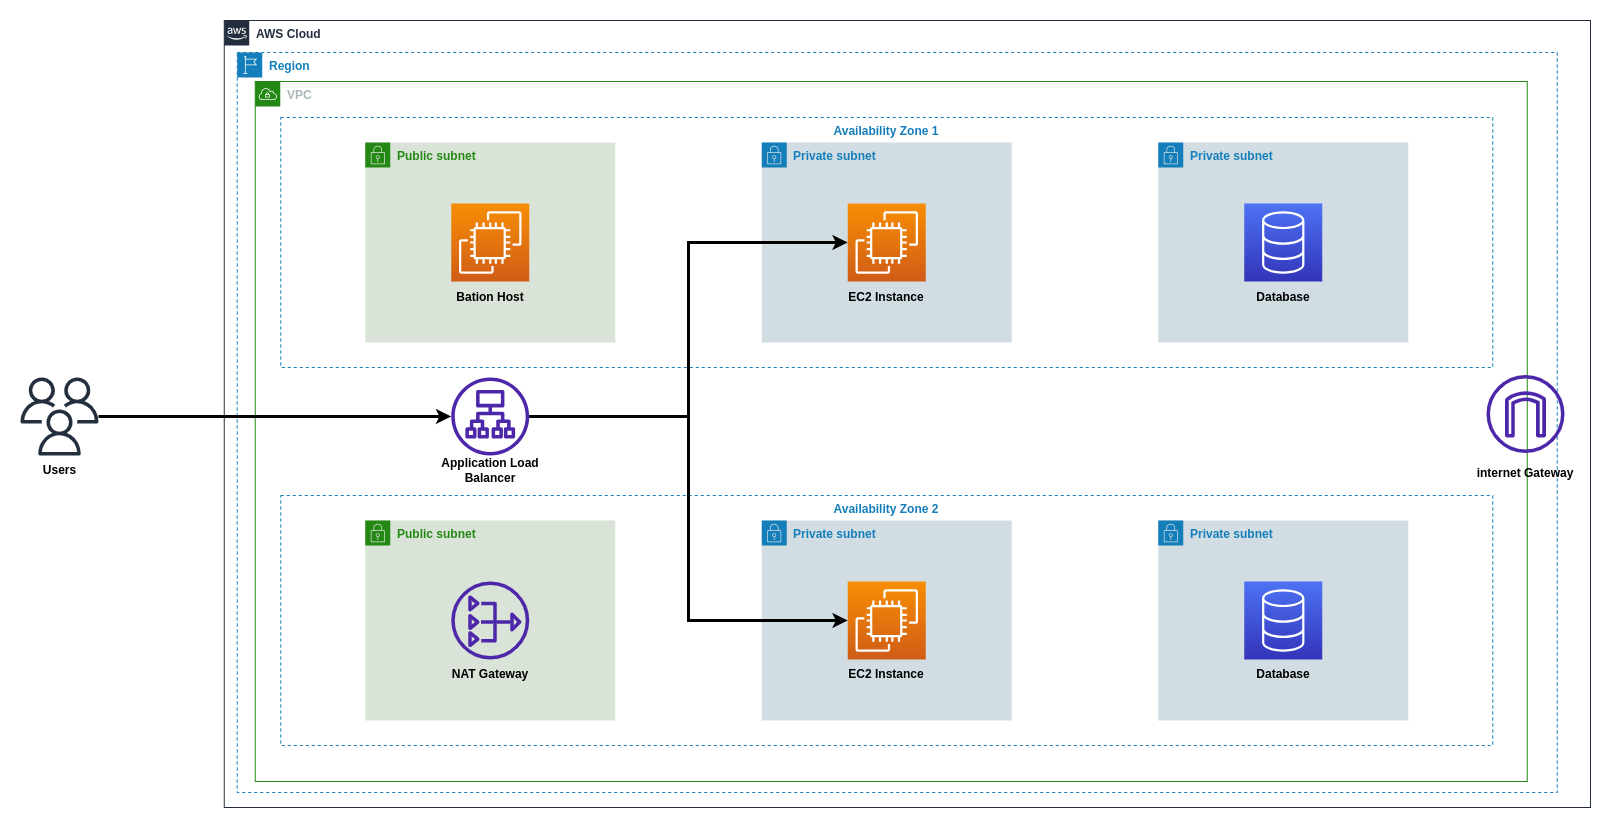 aws
AWS Cloud
Region
VPC
Availability Zone 1
Public subnet
Private subnet
Private subnet
Bation Host
EC2 Instance
Database
Users
Application Load
Balancer
internet Gateway
Availability Zone 2
Public subnet
Private subnet
Private subnet
NAT Gateway
EC2 Instance
Database